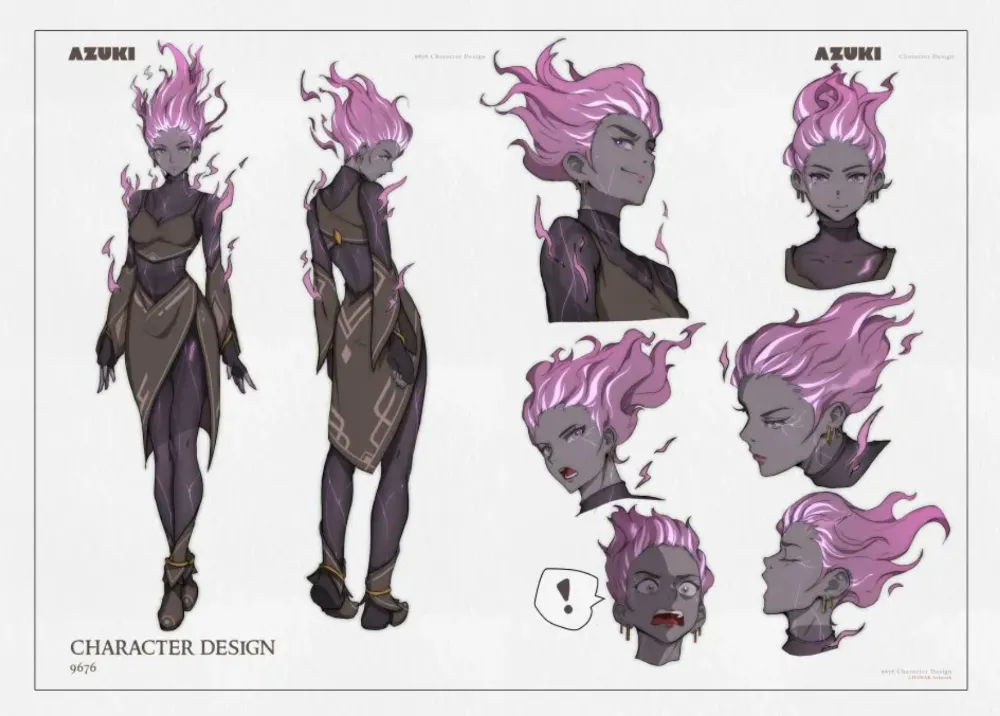 AZUKI
9676 Character Design
AZUKI
Character Design
!
CHARACTER DESIGN
9676
9676 Character Design